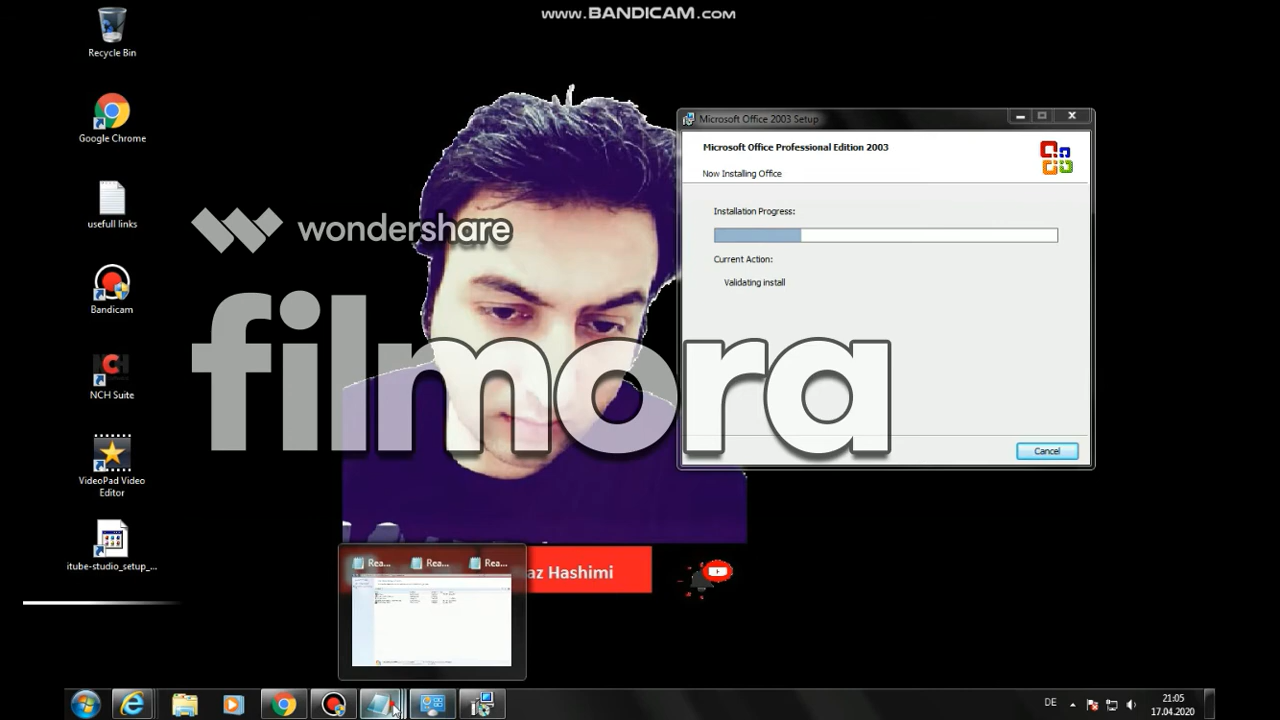 www.BANDICAM.com
Recycle Bin
Google Chrome
usefull links
Bandicam
NCH Suite
VideoPad Video
Editor
itube-studio_setup_...
wondershare
filmora
Microsoft Office 2003 Setup
Microsoft Office Professional Edition 2003
Now Installing Office
Installation Progress:
Current Action:
Validating install
Cancel
az Hashimi
Rea...
Rea...
Rea...
DE
21:05
17.04.2020